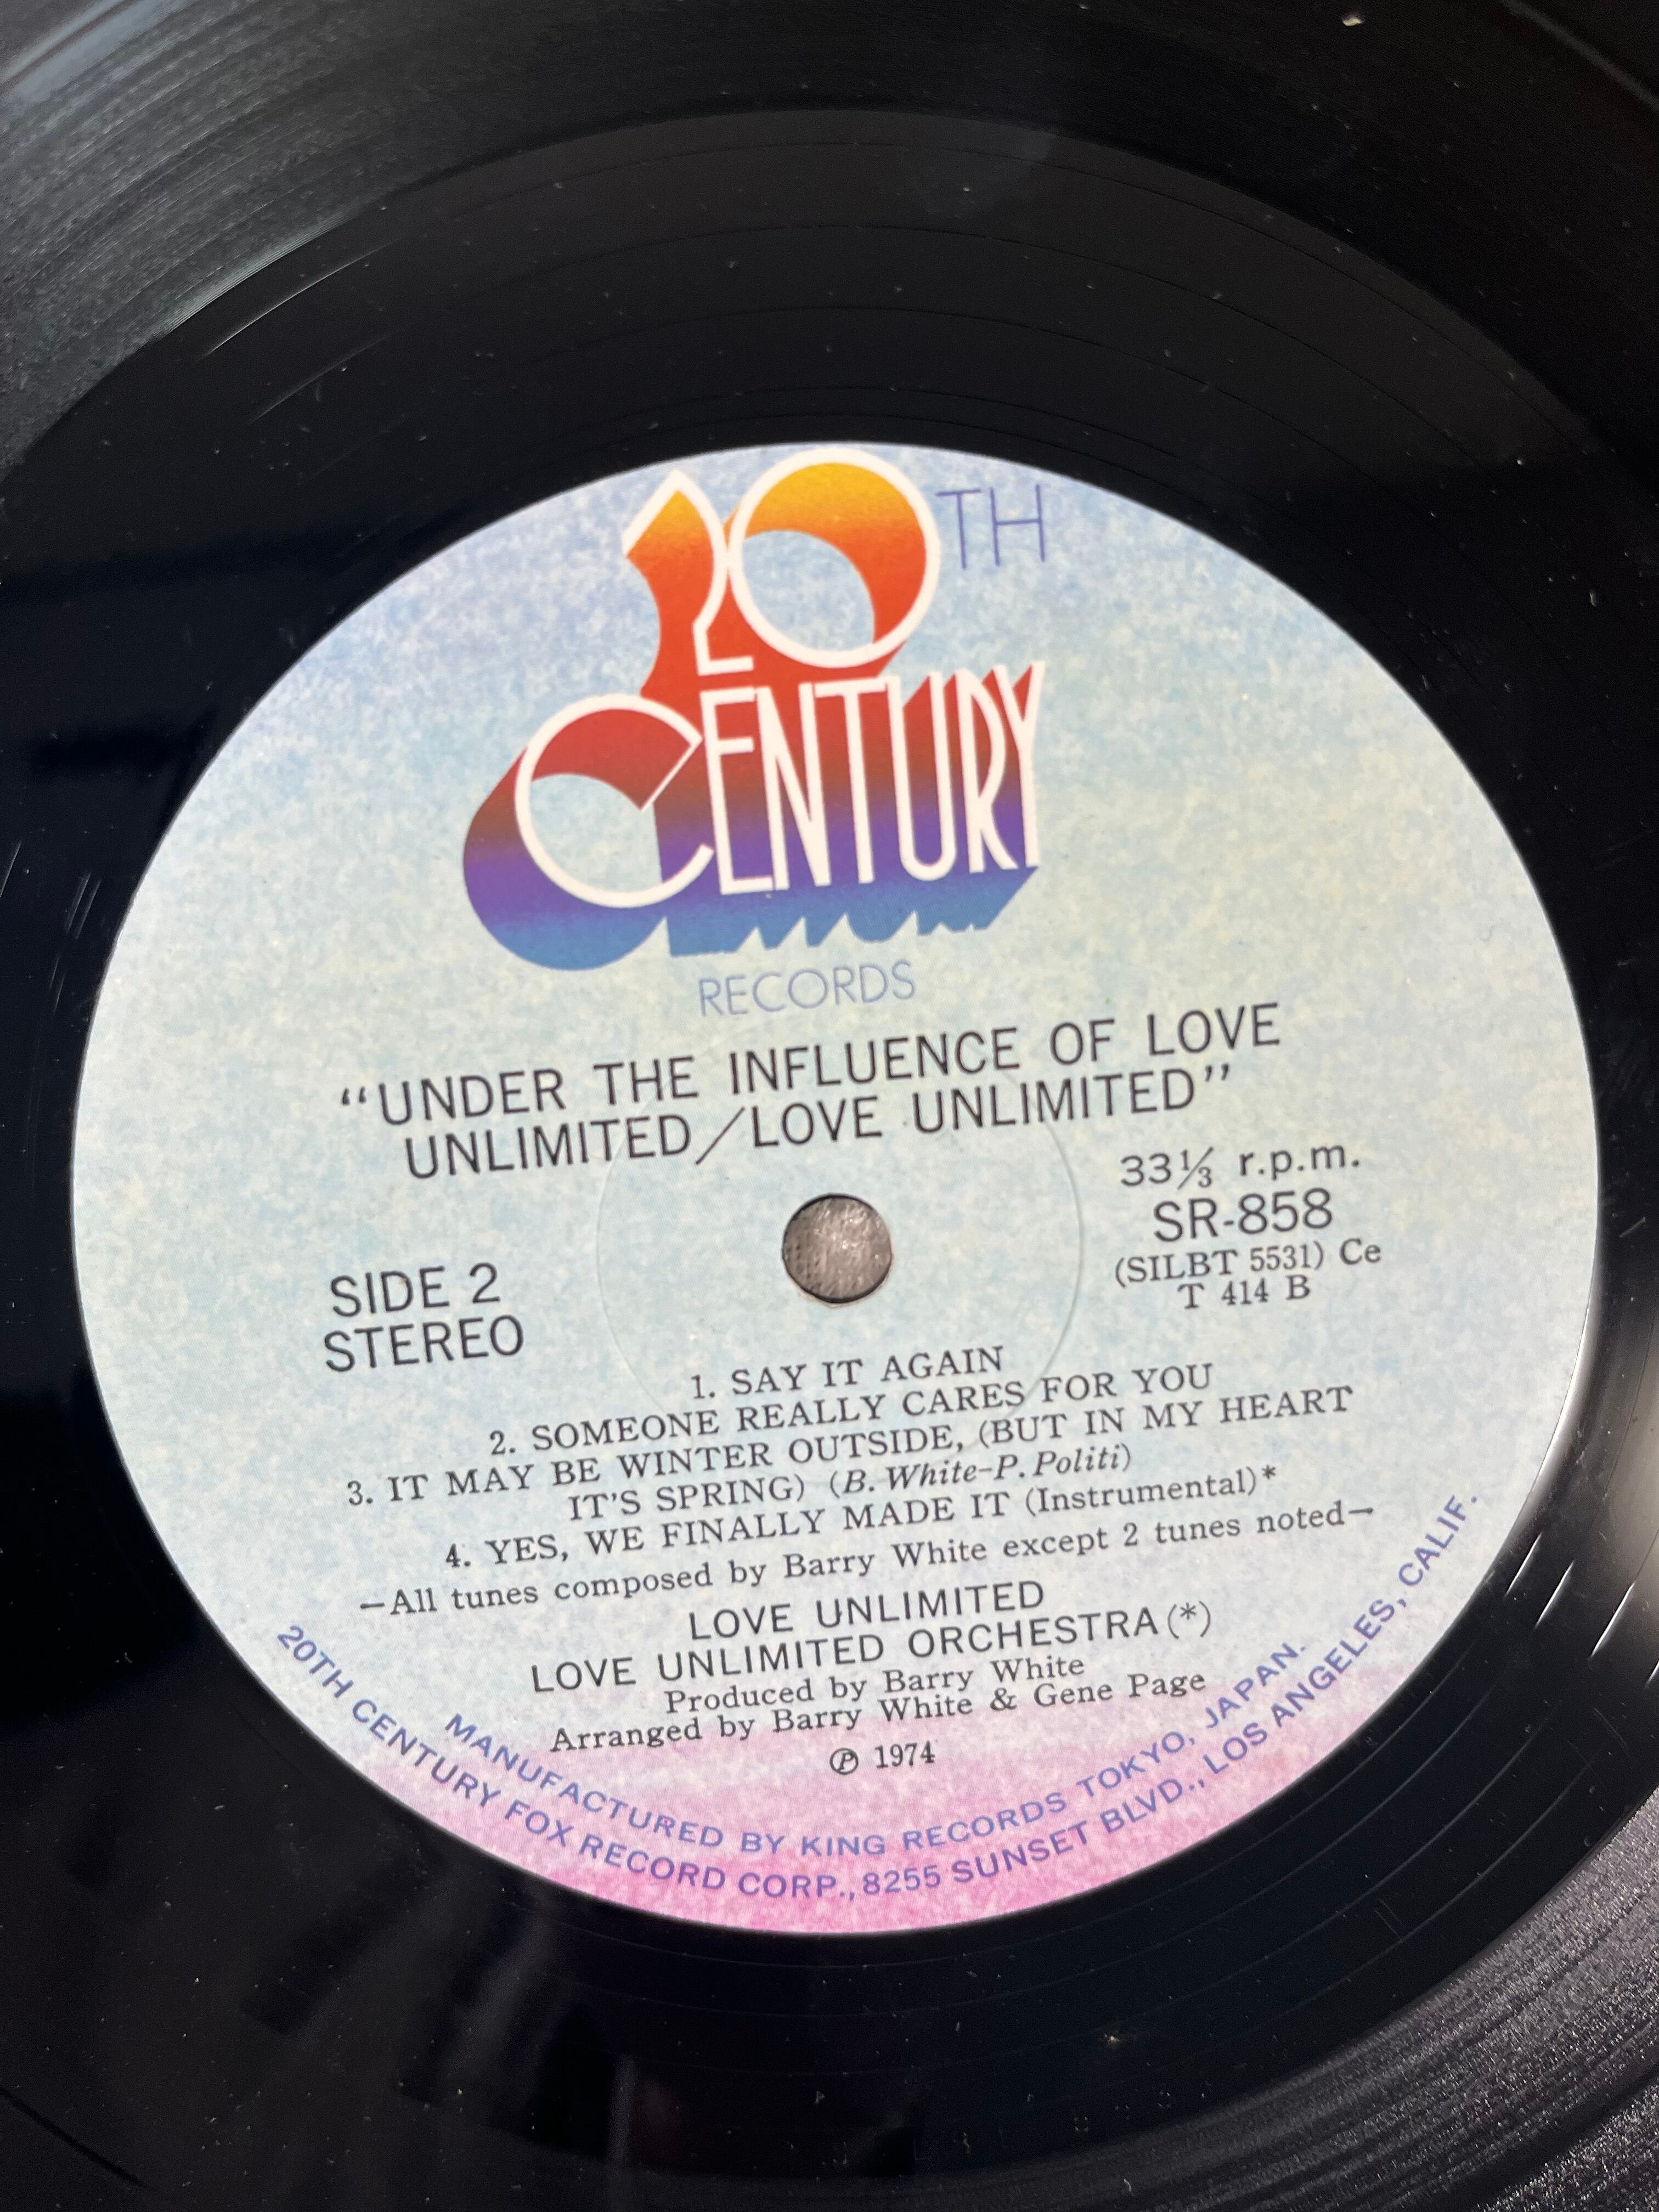 20TH
CENTURY
RECORDS
“UNDER THE INFLUENCE OF LOVE
UNLIMITED/LOVE UNLIMITED”
33⅓ r.p.m.
SR-858
(SILBT 5531) Ce
T 414 B
SIDE 2
STEREO
1. SAY IT AGAIN
2. SOMEONE REALLY CARES FOR YOU
3. IT MAY BE WINTER OUTSIDE, (BUT IN MY HEART
IT'S SPRING) (B. White-P. Politi)
4. YES, WE FINALLY MADE IT (Instrumental)*
—All tunes composed by Barry White except 2 tunes noted—
LOVE UNLIMITED
LOVE UNLIMITED ORCHESTRA(*)
Produced by Barry White
Arranged by Barry White & Gene Page
℗ 1974
MANUFACTURED BY KING RECORDS TOKYO, JAPAN.
20TH CENTURY FOX RECORD CORP., 8255 SUNSET BLVD., LOS ANGELES, CALIF.